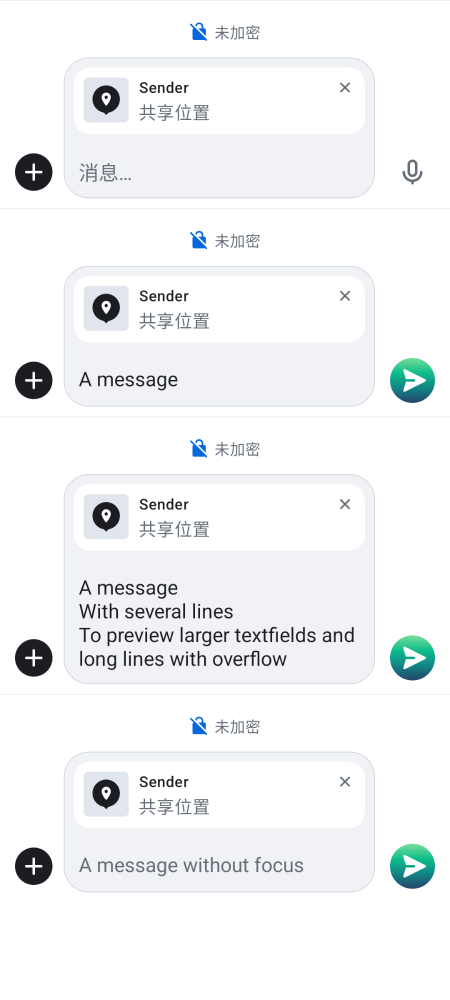 未加密
Sender
共享位置
消息…
未加密
Sender
共享位置
A message
未加密
Sender
共享位置
A message
With several lines
To preview larger textfields and
long lines with overflow
未加密
Sender
共享位置
A message without focus